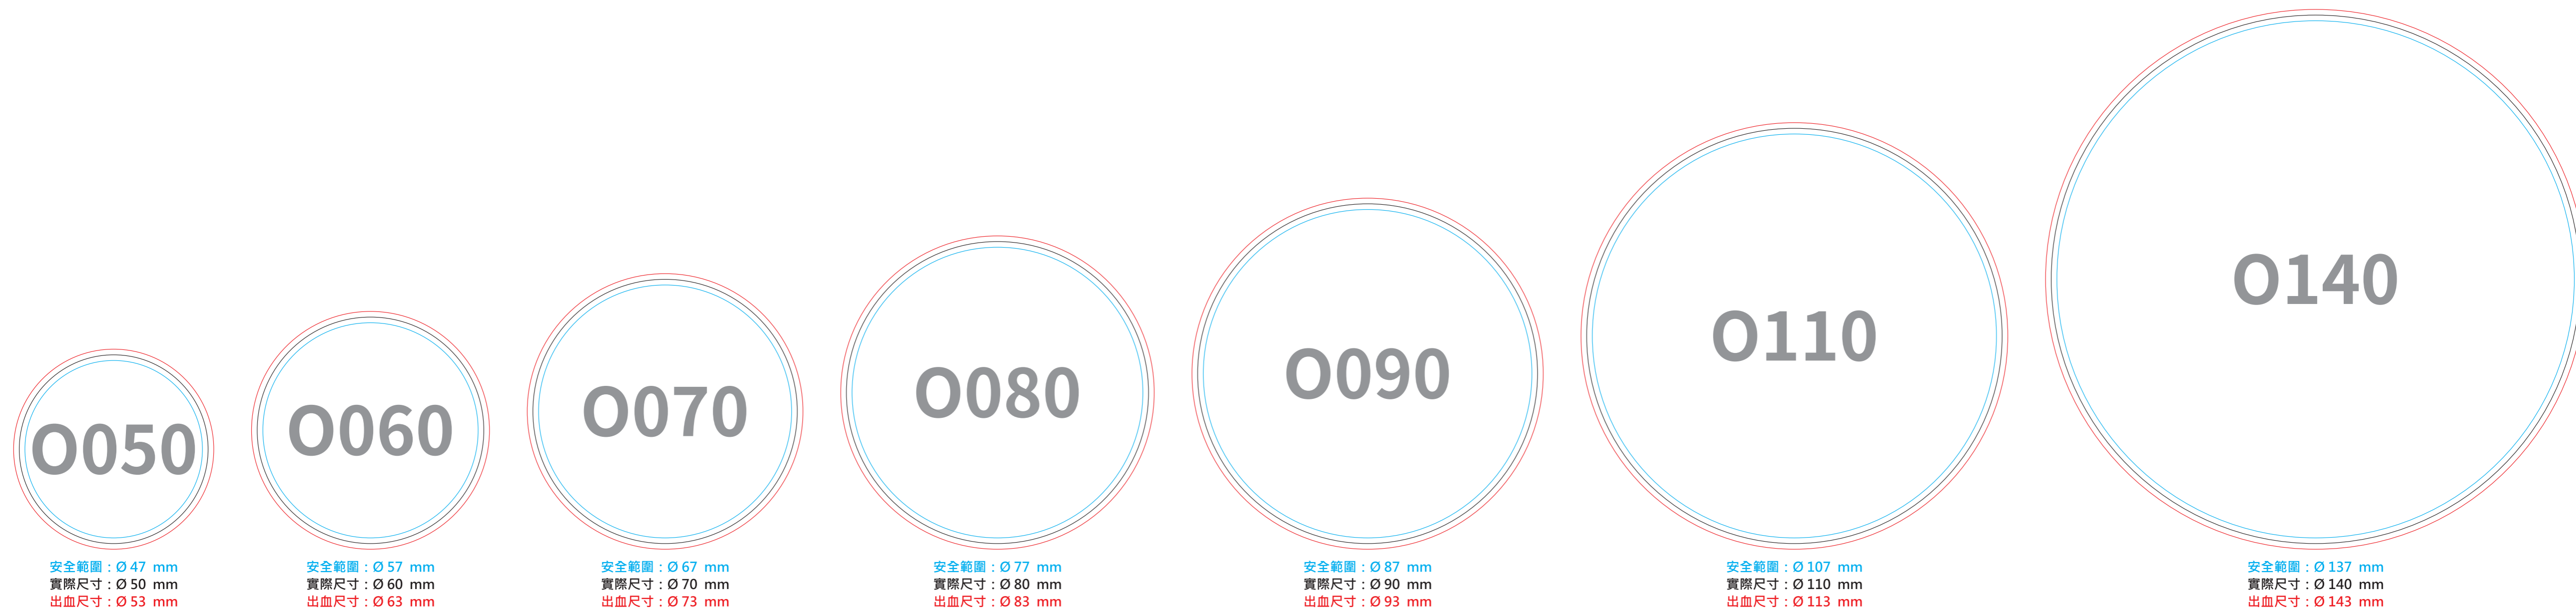 O050
安全範圍：Ø 47 mm
實際尺寸：Ø 50 mm
出血尺寸：Ø 53 mm
O060
安全範圍：Ø 57 mm
實際尺寸：Ø 60 mm
出血尺寸：Ø 63 mm
O070
安全範圍：Ø 67 mm
實際尺寸：Ø 70 mm
出血尺寸：Ø 73 mm
O080
安全範圍：Ø 77 mm
實際尺寸：Ø 80 mm
出血尺寸：Ø 83 mm
O090
安全範圍：Ø 87 mm
實際尺寸：Ø 90 mm
出血尺寸：Ø 93 mm
O110
安全範圍：Ø 107 mm
實際尺寸：Ø 110 mm
出血尺寸：Ø 113 mm
O140
安全範圍：Ø 137 mm
實際尺寸：Ø 140 mm
出血尺寸：Ø 143 mm